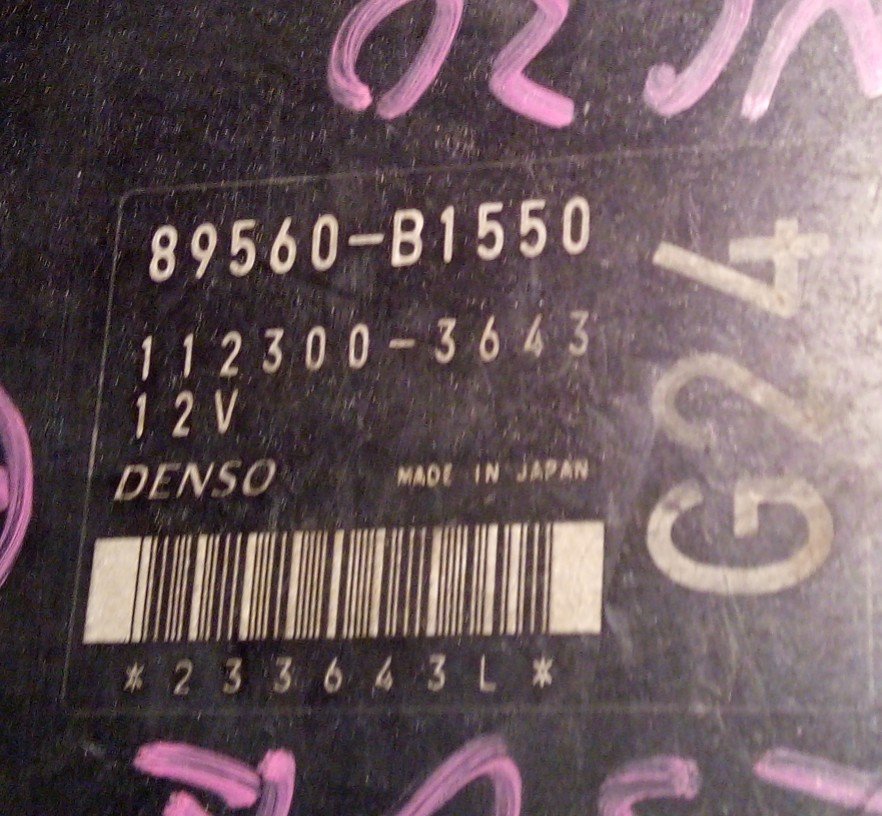 89560-B1550
112300-3643
12V
DENSO MADE IN JAPAN
*233643L*
G24